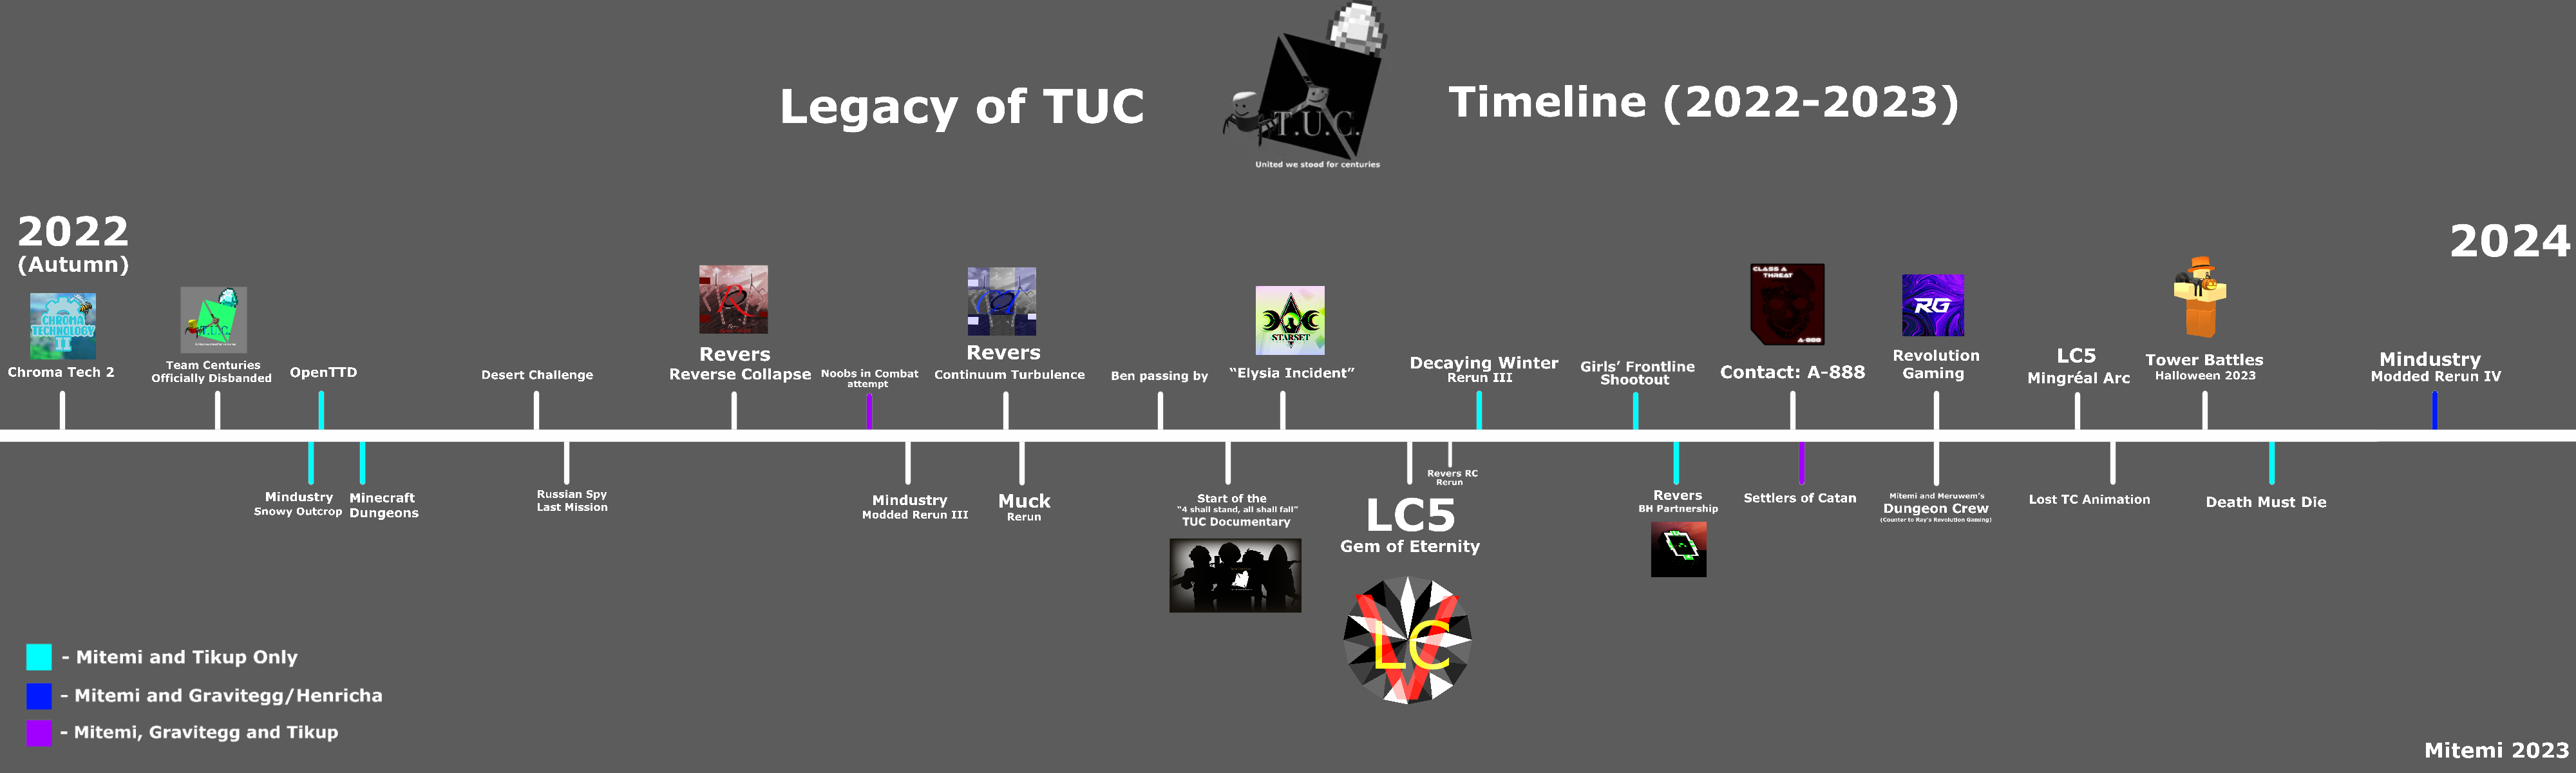 Legacy of TUC
T.U.C.
United we stood for centuries
Timeline (2022-2023)
2022
(Autumn)
2024
CHROMA
TECHNOLOGY
II
Chroma Tech 2
T.U.C.
Team Centuries
Officially Disbanded
OpenTTD
Desert Challenge
Revers
Reverse Collapse
Noobs in Combat
attempt
Revers
Continuum Turbulence
Ben passing by
STARSET
“Elysia Incident”
Decaying Winter
Rerun III
Girls’ Frontline
Shootout
CLASS A
THREAT
A-888
Contact: A-888
RG
Revolution
Gaming
LC5
Mingréal Arc
Tower Battles
Halloween 2023
Mindustry
Modded Rerun IV
Mindustry
Snowy Outcrop
Minecraft
Dungeons
Russian Spy
Last Mission
Mindustry
Modded Rerun III
Muck
Rerun
Start of the
“4 shall stand, all shall fall”
TUC Documentary
LC5
Gem of Eternity
LC
V
Revers RC
Rerun
Revers
BH Partnership
Settlers of Catan
Mitemi and Meruwem’s
Dungeon Crew
(Counter to Ray’s Revolution Gaming)
Lost TC Animation
Death Must Die
- Mitemi and Tikup Only
- Mitemi and Gravitegg/Henricha
- Mitemi, Gravitegg and Tikup
Mitemi 2023